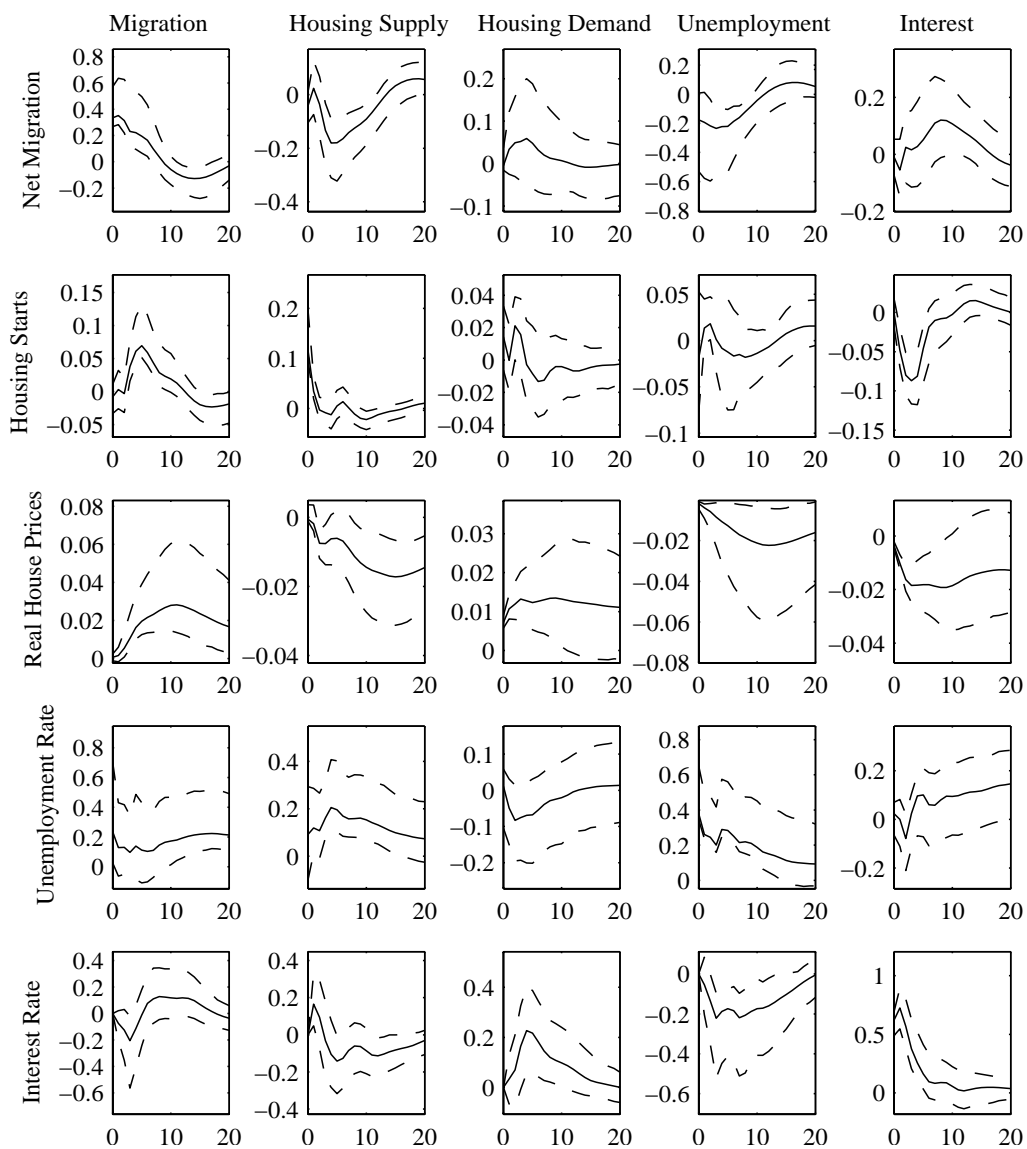 Migration Housing Supply Housing Demand Unemployment Interest
Net Migration
0.8 0.6 0.4 0.2 0 −0.2
0 10 20
0 −0.2 −0.4
0 10 20
0.2 0.1 0 −0.1
0 10 20
0.2 0 −0.2 −0.4 −0.6 −0.8
0 10 20
0.2 0 −0.2
0 10 20
Housing Starts
0.15 0.1 0.05 0 −0.05
0 10 20
0.2 0.1 0
0 10 20
0.04 0.02 0 −0.02 −0.04
0 10 20
0.05 0 −0.05 −0.1
0 10 20
0 −0.05 −0.1 −0.15
0 10 20
Real House Prices
0.08 0.06 0.04 0.02 0
0 10 20
0 −0.02 −0.04
0 10 20
0.03 0.02 0.01 0
0 10 20
−0.02 −0.04 −0.06 −0.08
0 10 20
0 −0.02 −0.04
0 10 20
Unemployment Rate
0.8 0.6 0.4 0.2 0
0 10 20
0.4 0.2 0
0 10 20
0.1 0 −0.1 −0.2
0 10 20
0.8 0.6 0.4 0.2 0
0 10 20
0.2 0 −0.2
0 10 20
Interest Rate
0.4 0.2 0 −0.2 −0.4 −0.6
0 10 20
0.4 0.2 0 −0.2 −0.4
0 10 20
0.4 0.2 0
0 10 20
0 −0.2 −0.4 −0.6
0 10 20
1 0.5 0
0 10 20